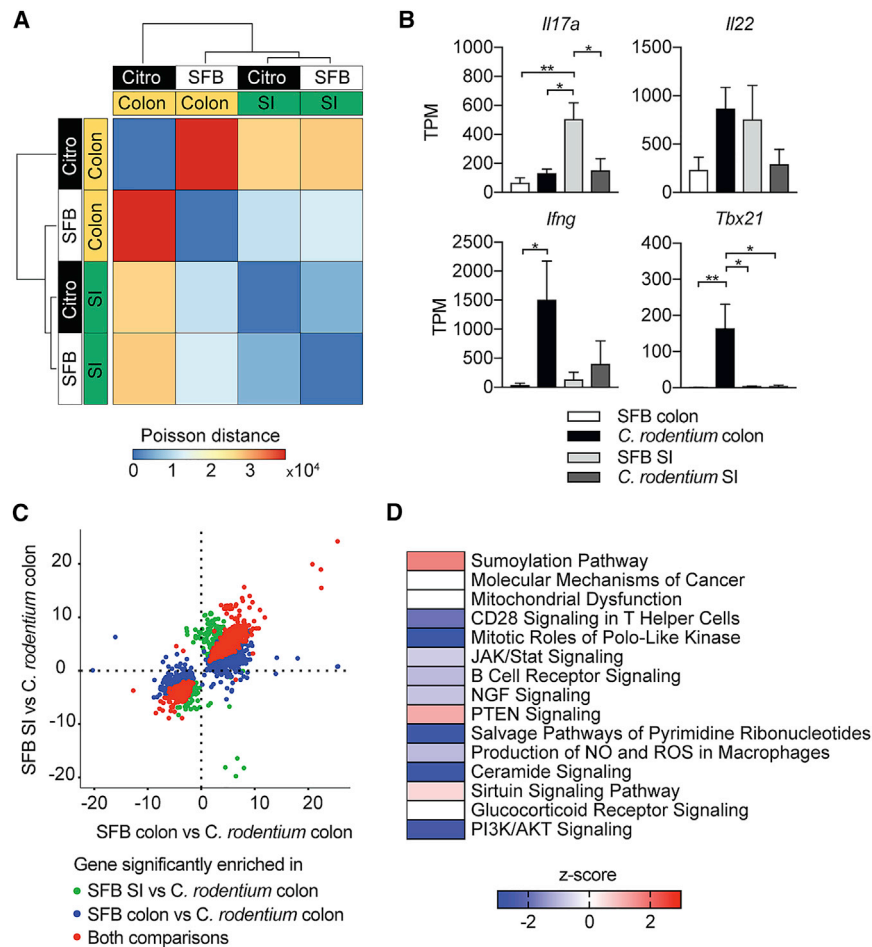 A
Citro SFB Citro SFB
Colon Colon SI SI
Citro Colon
SFB Colon
Citro SI
SFB SI
Poisson distance
0 1 2 3 x10⁴
B
Il17a
TPM
1000
800
600
400
200
0
** * *
Il22
1500
1000
500
0
Ifng
TPM
2500
2000
1500
1000
500
0
*
Tbx21
400
300
200
100
0
** * *
SFB colon
C. rodentium colon
SFB SI
C. rodentium SI
C
SFB SI vs C. rodentium colon
20
10
0
-10
-20
-20 -10 0 10 20
SFB colon vs C. rodentium colon
Gene significantly enriched in
SFB SI vs C. rodentium colon
SFB colon vs C. rodentium colon
Both comparisons
D
Sumoylation Pathway
Molecular Mechanisms of Cancer
Mitochondrial Dysfunction
CD28 Signaling in T Helper Cells
Mitotic Roles of Polo-Like Kinase
JAK/Stat Signaling
B Cell Receptor Signaling
NGF Signaling
PTEN Signaling
Salvage Pathways of Pyrimidine Ribonucleotides
Production of NO and ROS in Macrophages
Ceramide Signaling
Sirtuin Signaling Pathway
Glucocorticoid Receptor Signaling
PI3K/AKT Signaling
z-score
-2 0 2